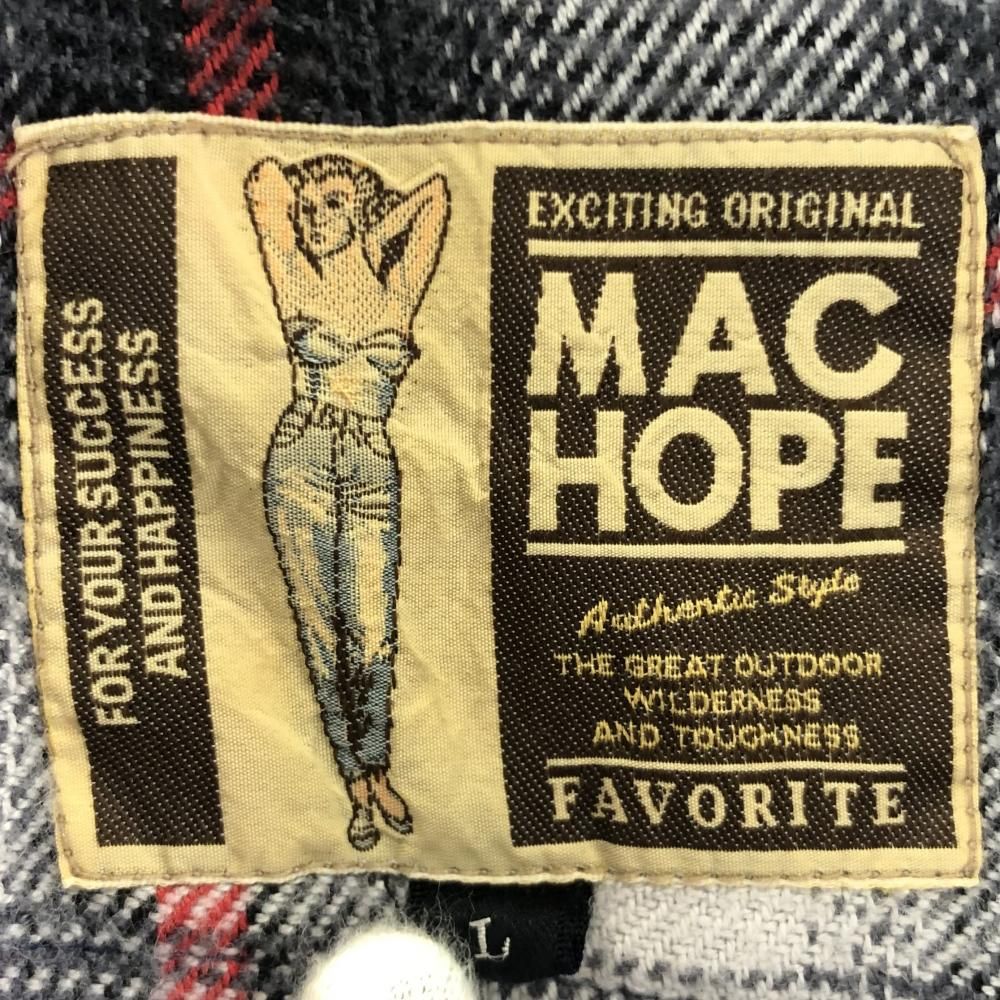 FOR YOUR SUCCESS
AND HAPPINESS
EXCITING ORIGINAL
MAC
HOPE
Authentic Style
THE GREAT OUTDOOR
WILDERNESS
AND TOUGHNESS
FAVORITE
L